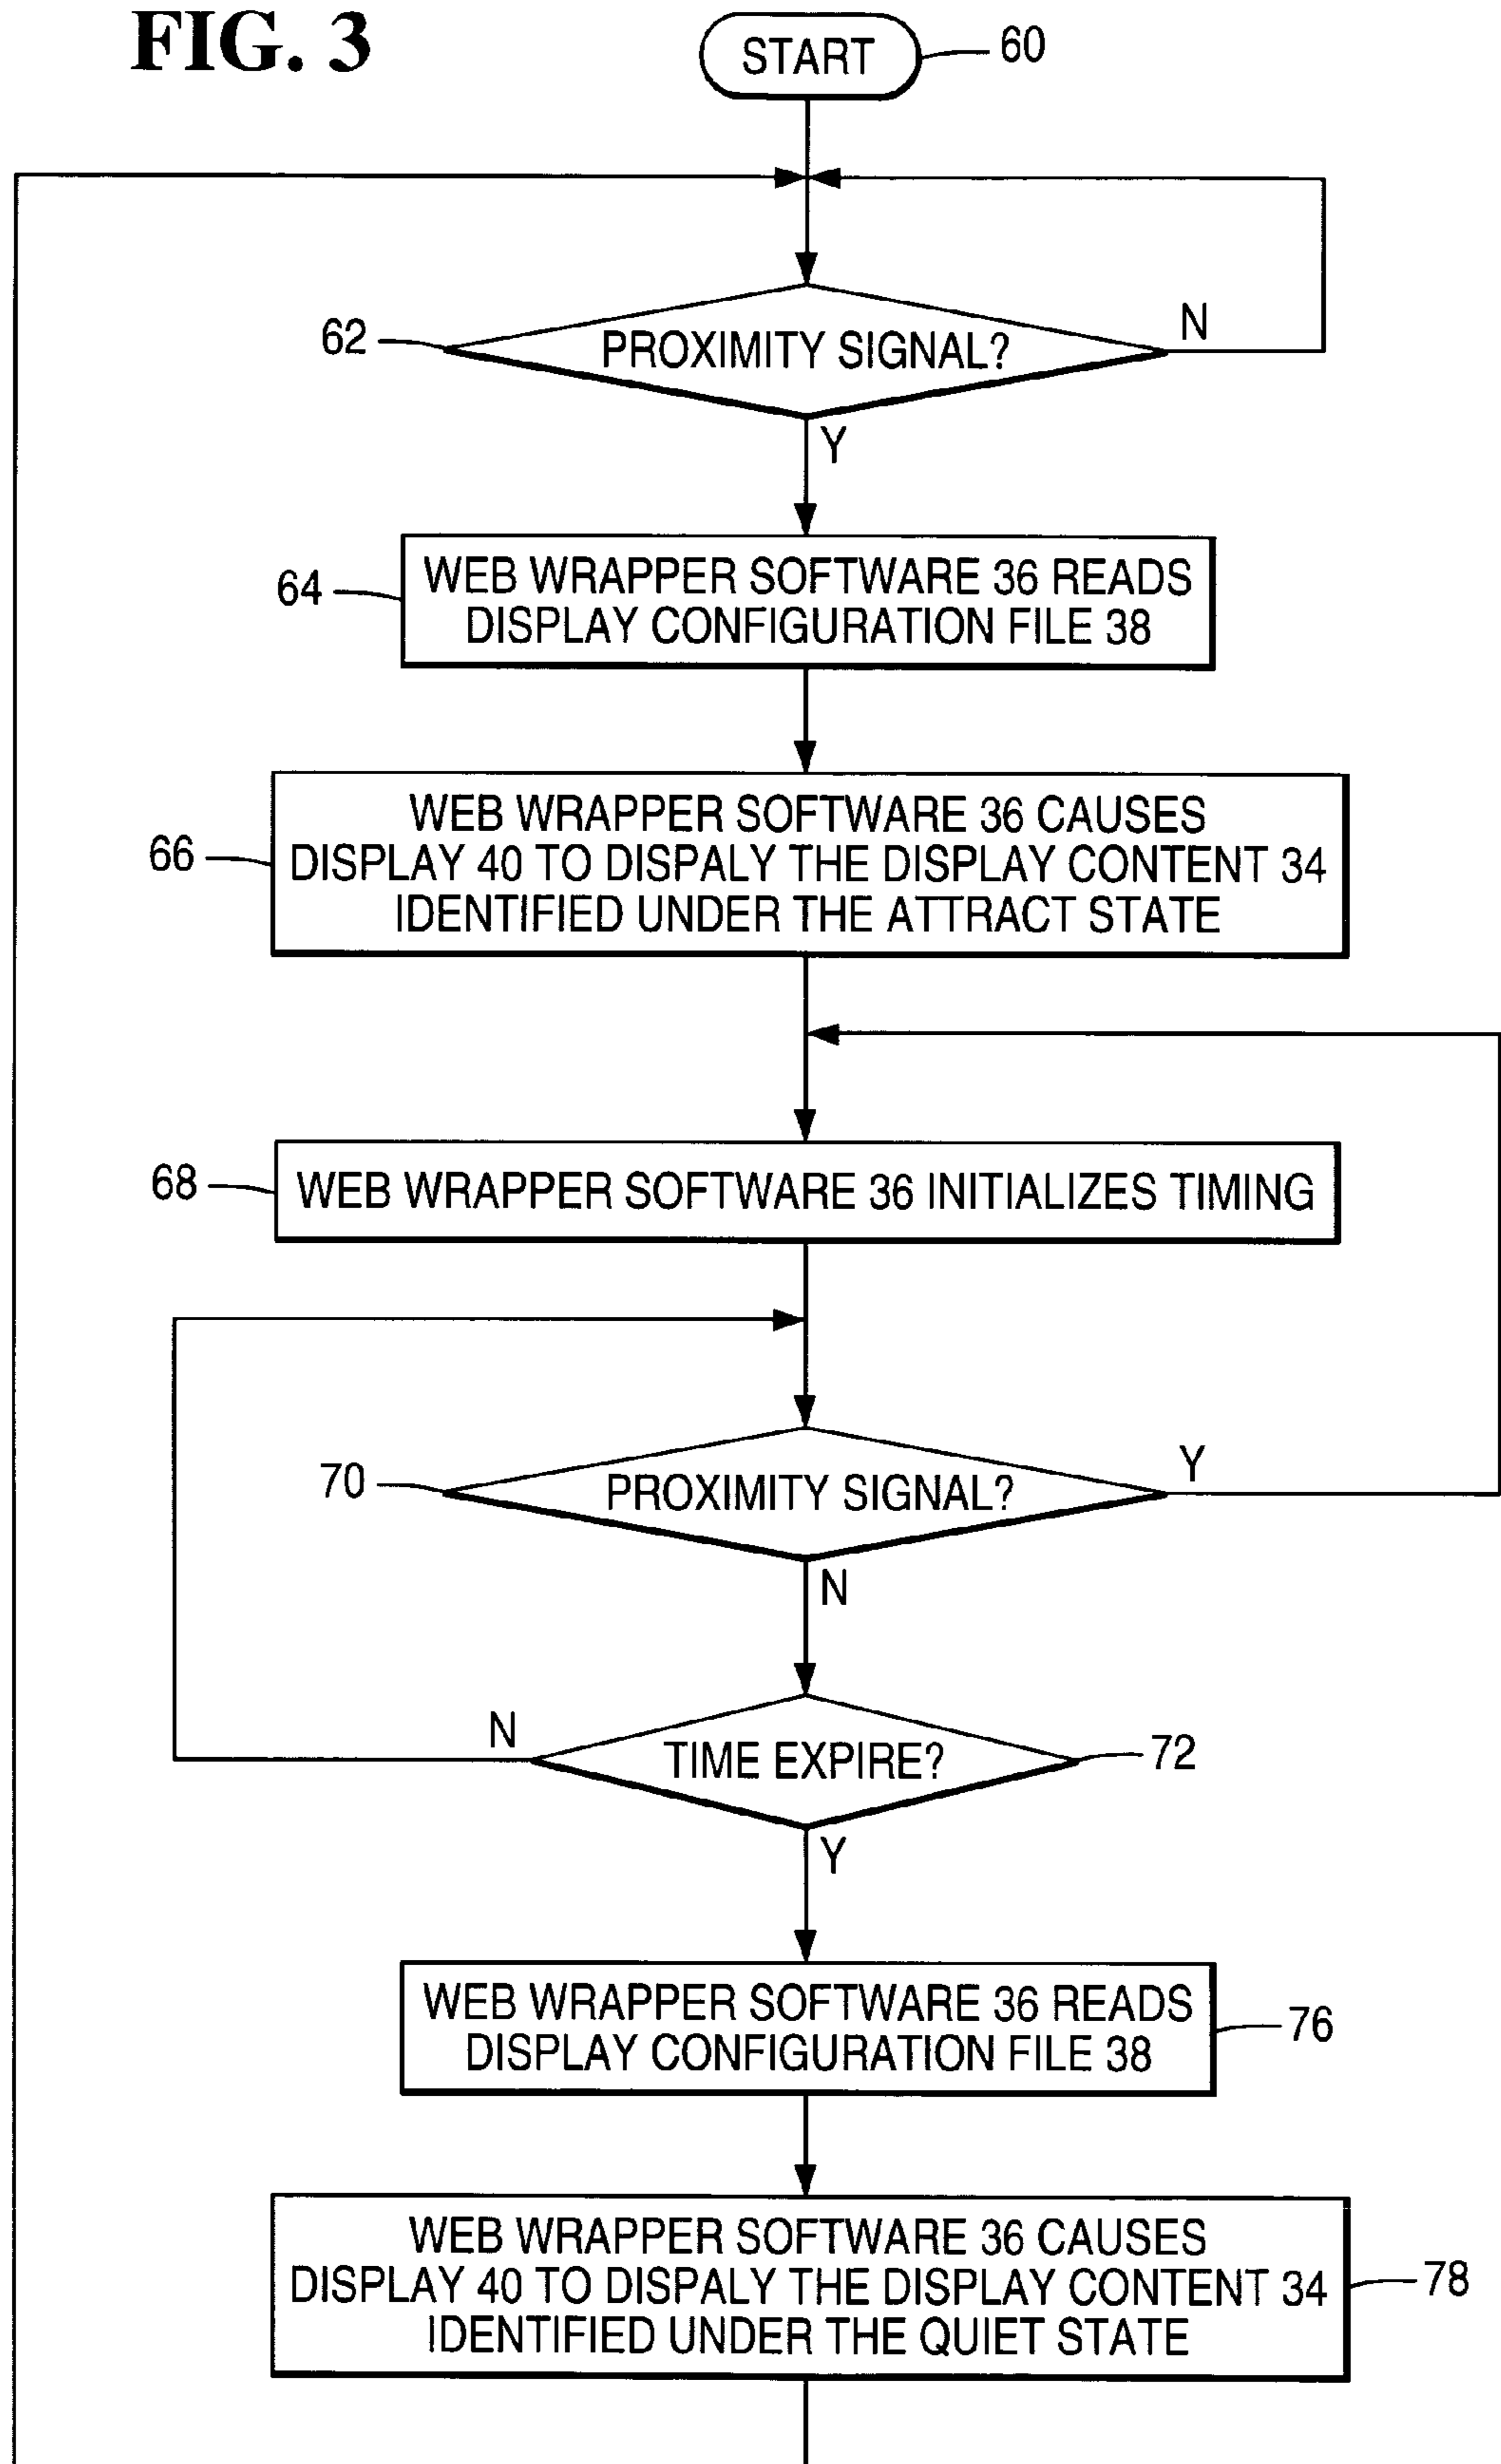 FIG. 3
START
60
62
PROXIMITY SIGNAL?
N
Y
64
WEB WRAPPER SOFTWARE 36 READS
DISPLAY CONFIGURATION FILE 38
66
WEB WRAPPER SOFTWARE 36 CAUSES
DISPLAY 40 TO DISPALY THE DISPLAY CONTENT 34
IDENTIFIED UNDER THE ATTRACT STATE
68
WEB WRAPPER SOFTWARE 36 INITIALIZES TIMING
70
PROXIMITY SIGNAL?
Y
N
N
TIME EXPIRE?
72
Y
WEB WRAPPER SOFTWARE 36 READS
DISPLAY CONFIGURATION FILE 38
76
WEB WRAPPER SOFTWARE 36 CAUSES
DISPLAY 40 TO DISPALY THE DISPLAY CONTENT 34
IDENTIFIED UNDER THE QUIET STATE
78